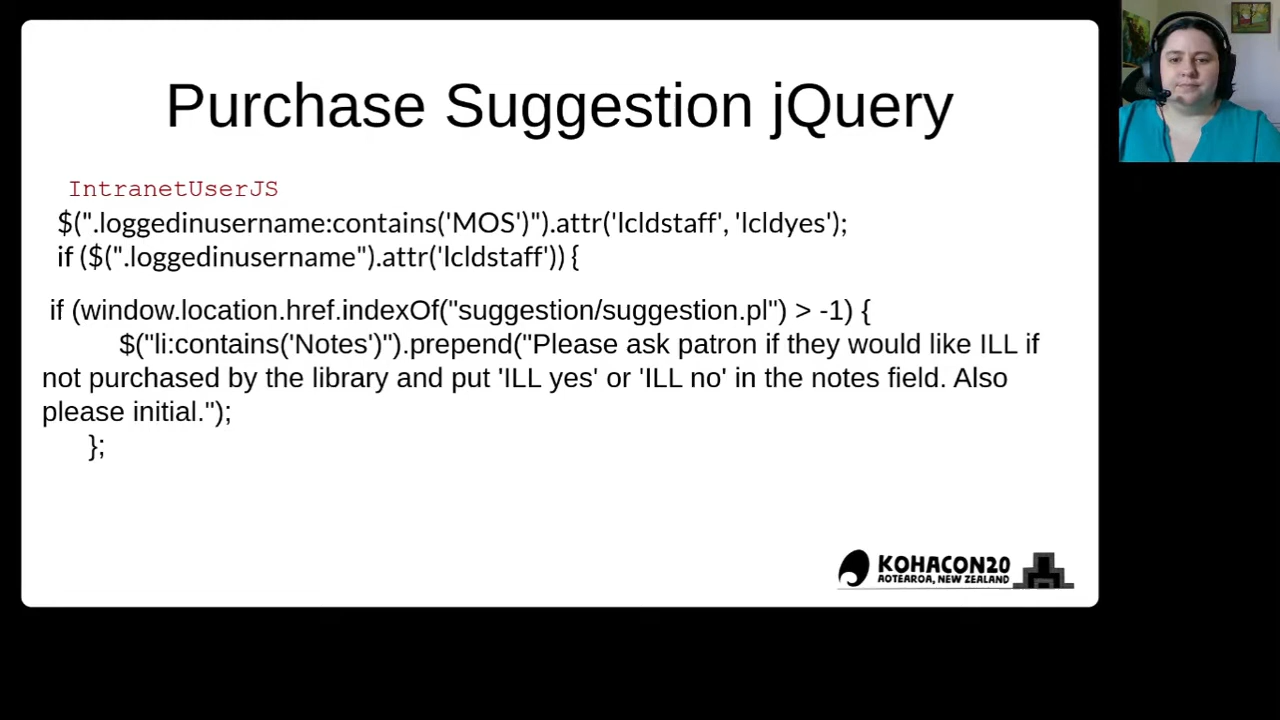 Purchase Suggestion jQuery
IntranetUserJS
$(".loggedinusername:contains('MOS')").attr('lcldstaff', 'lcldyes');
if ($(".loggedinusername").attr('lcldstaff')) {
if (window.location.href.indexOf("suggestion/suggestion.pl") > -1) {
$("li:contains('Notes')").prepend("Please ask patron if they would like ILL if
not purchased by the library and put 'ILL yes' or 'ILL no' in the notes field. Also
please initial.");
};
KOHACON20
AOTEAROA, NEW ZEALAND